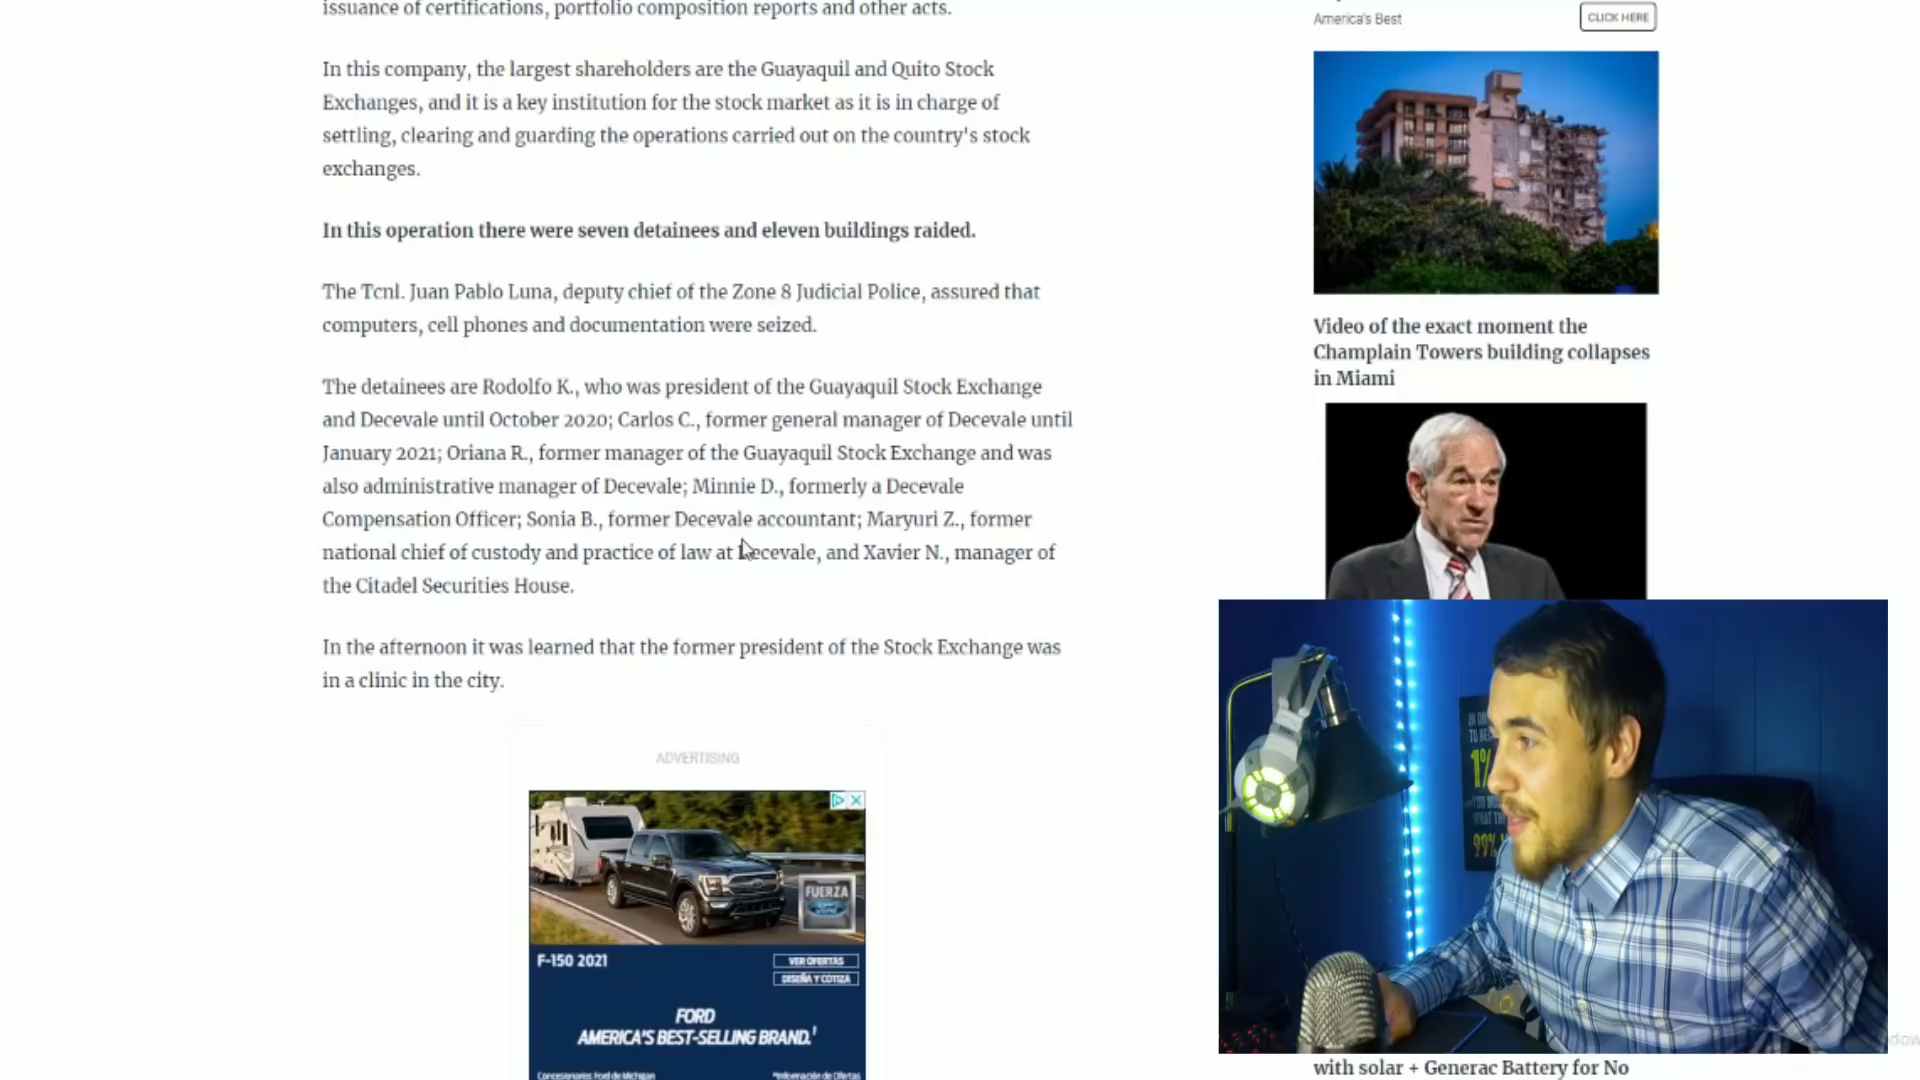 issuance of certifications, portfolio composition reports and other acts.
In this company, the largest shareholders are the Guayaquil and Quito Stock
Exchanges, and it is a key institution for the stock market as it is in charge of
settling, clearing and guarding the operations carried out on the country's stock
exchanges.
In this operation there were seven detainees and eleven buildings raided.
The Tcnl. Juan Pablo Luna, deputy chief of the Zone 8 Judicial Police, assured that
computers, cell phones and documentation were seized.
The detainees are Rodolfo K., who was president of the Guayaquil Stock Exchange
and Decevale until October 2020; Carlos C., former general manager of Decevale until
January 2021; Oriana R., former manager of the Guayaquil Stock Exchange and was
also administrative manager of Decevale; Minnie D., formerly a Decevale
Compensation Officer; Sonia B., former Decevale accountant; Maryuri Z., former
national chief of custody and practice of law at Decevale, and Xavier N., manager of
the Citadel Securities House.
In the afternoon it was learned that the former president of the Stock Exchange was
in a clinic in the city.
ADVERTISING
FUERZA
F-150 2021
VER OFERTAS
DISEÑA Y COTIZA
FORD
AMERICA'S BEST-SELLING BRAND.¹
Concesionarios Ford de Michigan
*Información de Ofertas
America's Best
CLICK HERE
Video of the exact moment the
Champlain Towers building collapses
in Miami
1%
99%
with solar + Generac Battery for No